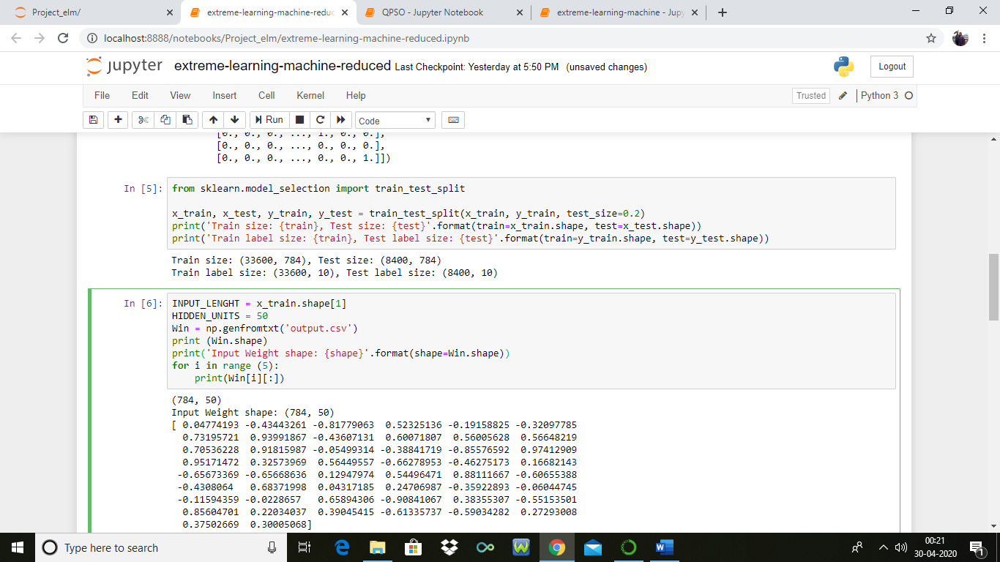 Project_elm/
extreme-learning-machine-reduc
QPSO - Jupyter Notebook
extreme-learning-machine - Jupy
localhost:8888/notebooks/Project_elm/extreme-learning-machine-reduced.ipynb
jupyter extreme-learning-machine-reduced Last Checkpoint: Yesterday at 5:50 PM (unsaved changes)
Logout
File Edit View Insert Cell Kernel Help
Trusted Python 3
Run Code
[0., 0., 0., ..., 1., 0., 0.],
[0., 0., 0., ..., 0., 0., 0.],
[0., 0., 0., ..., 0., 0., 1.]])
In [5]: from sklearn.model_selection import train_test_split
x_train, x_test, y_train, y_test = train_test_split(x_train, y_train, test_size=0.2)
print('Train size: {train}, Test size: {test}'.format(train=x_train.shape, test=x_test.shape))
print('Train label size: {train}, Test label size: {test}'.format(train=y_train.shape, test=y_test.shape))
Train size: (33600, 784), Test size: (8400, 784)
Train label size: (33600, 10), Test label size: (8400, 10)
In [6]: INPUT_LENGHT = x_train.shape[1]
HIDDEN_UNITS = 50
Win = np.genfromtxt('output.csv')
print (Win.shape)
print('Input Weight shape: {shape}'.format(shape=Win.shape))
for i in range (5):
    print(Win[i][:])
(784, 50)
Input Weight shape: (784, 50)
[ 0.04774193 -0.43443261 -0.81779063  0.52325136 -0.19158825 -0.32097785
  0.73195721  0.93991867 -0.43607131  0.60071807  0.56005628  0.56648219
  0.70536228  0.91815987 -0.05499314 -0.38841719 -0.85576592  0.97412909
  0.95171472  0.32573969  0.56449557 -0.66278953 -0.46275173  0.16682143
 -0.65673369 -0.65668636  0.12947974  0.54496471  0.88111667 -0.60655388
 -0.4308064   0.68371998  0.04317185  0.24706987 -0.35922893 -0.06044745
 -0.11594359 -0.0228657   0.65894306 -0.90841067  0.38355307 -0.55153501
  0.85604701  0.22034037  0.39045415 -0.61335737 -0.59034282  0.27293008
  0.37502669  0.30005068]
Type here to search
00:21
30-04-2020
1